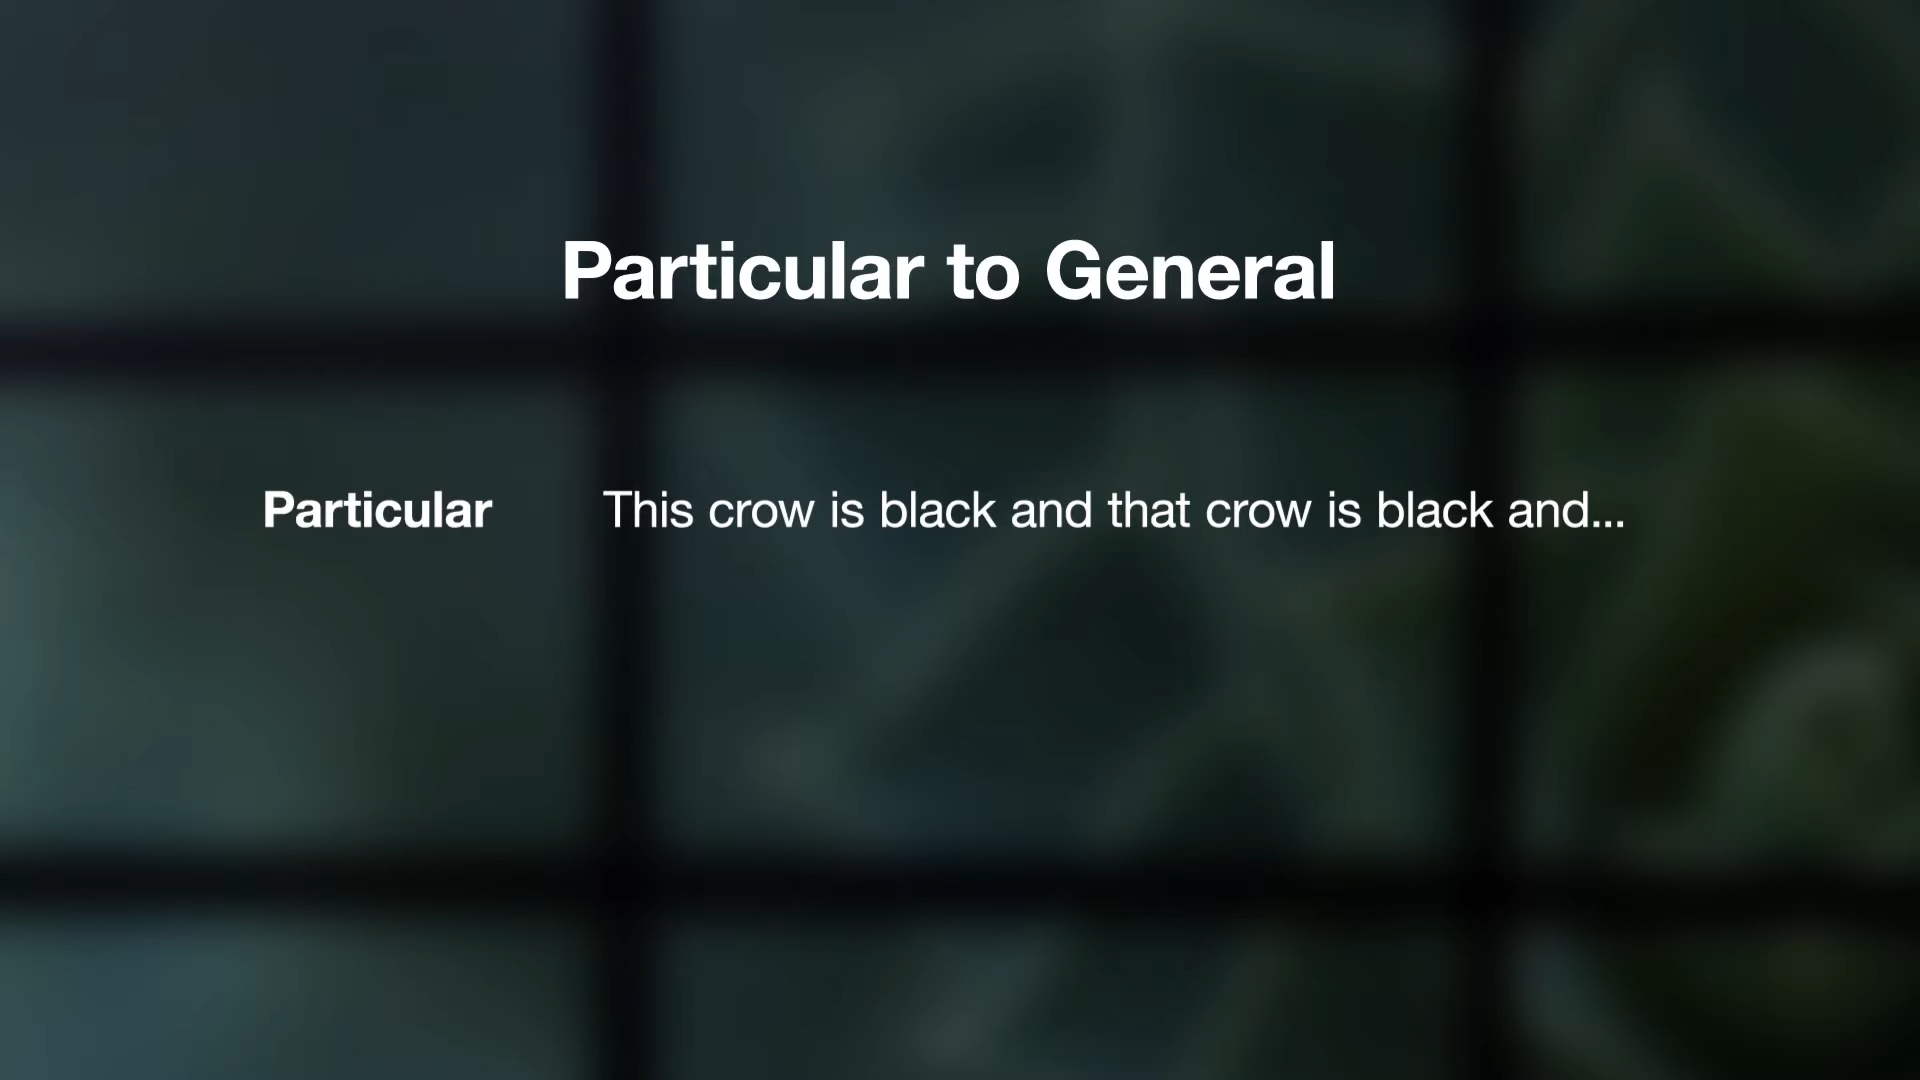 Particular to General
Particular This crow is black and that crow is black and...